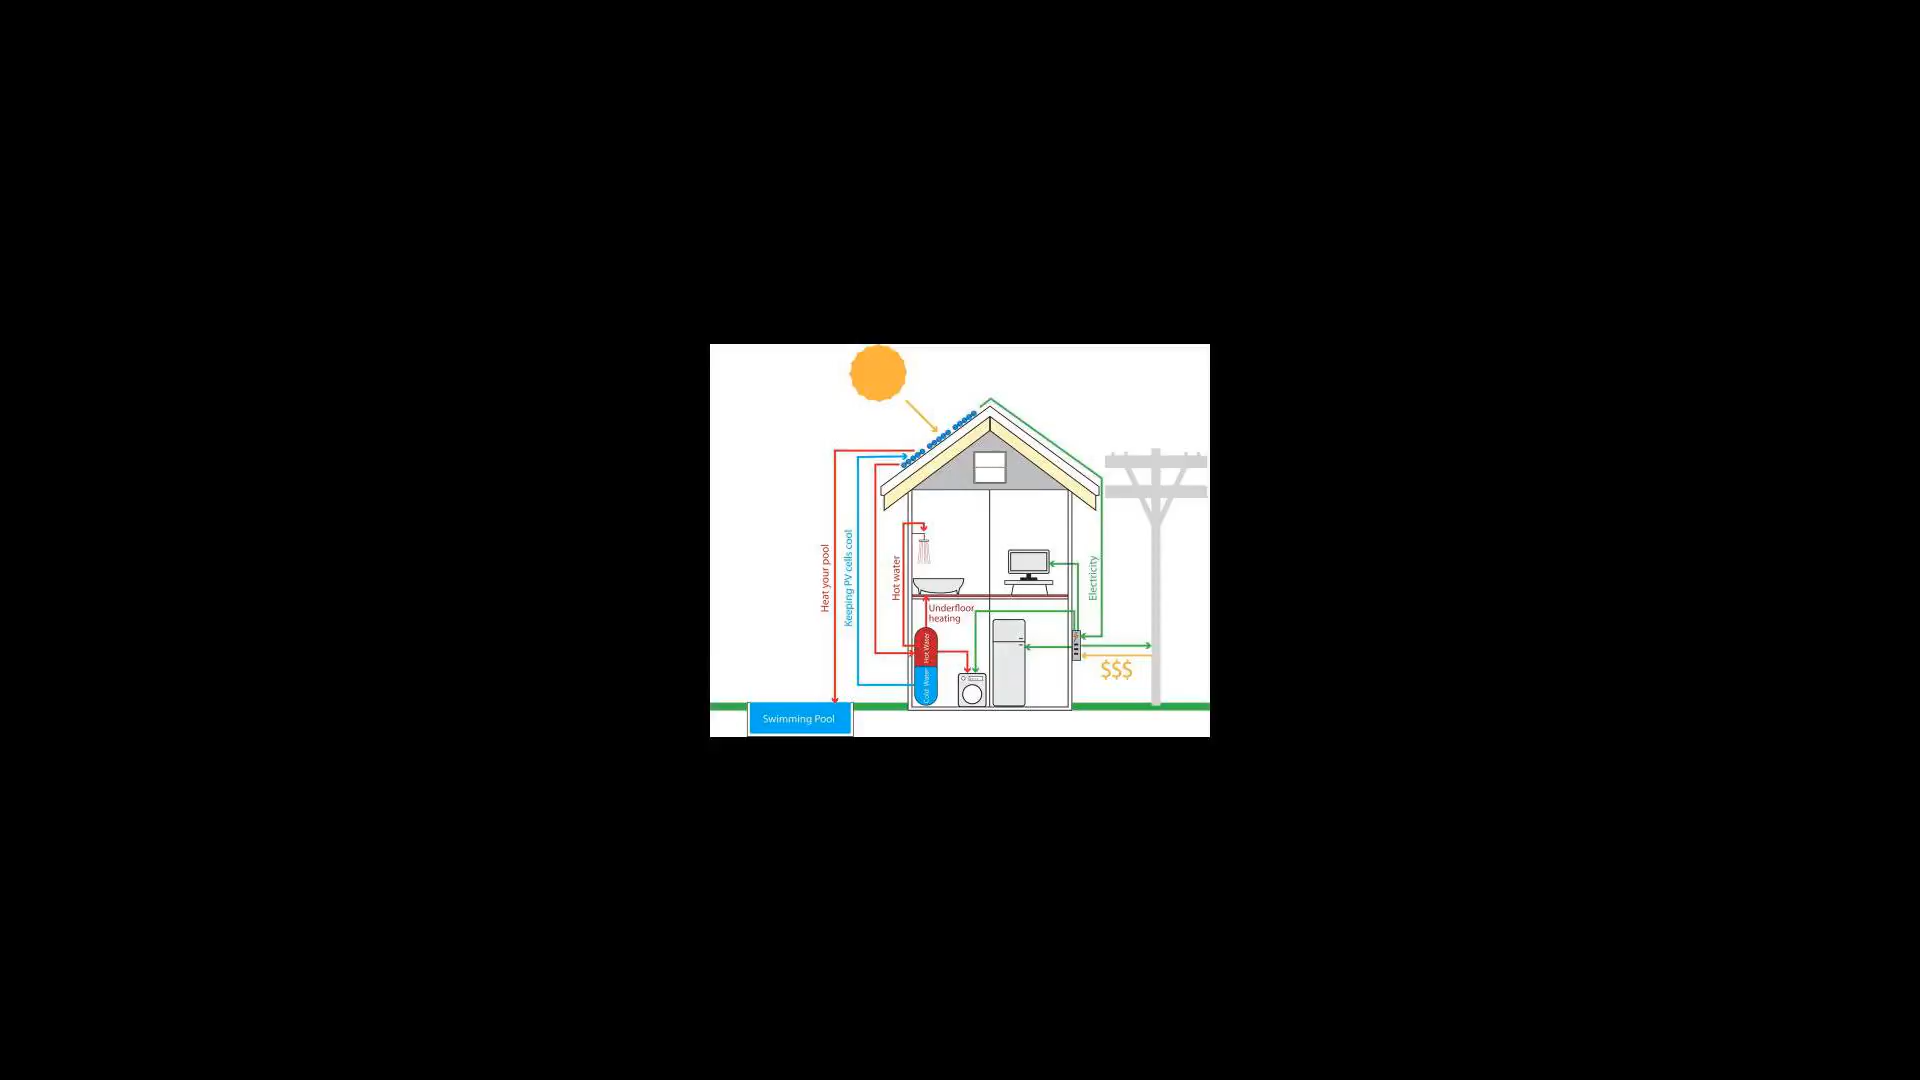 Heat your pool
Keeping PV cells cool
Hot water
Underfloor
heating
Hot Water
Cold Water
Electricity
$$$
Swimming Pool